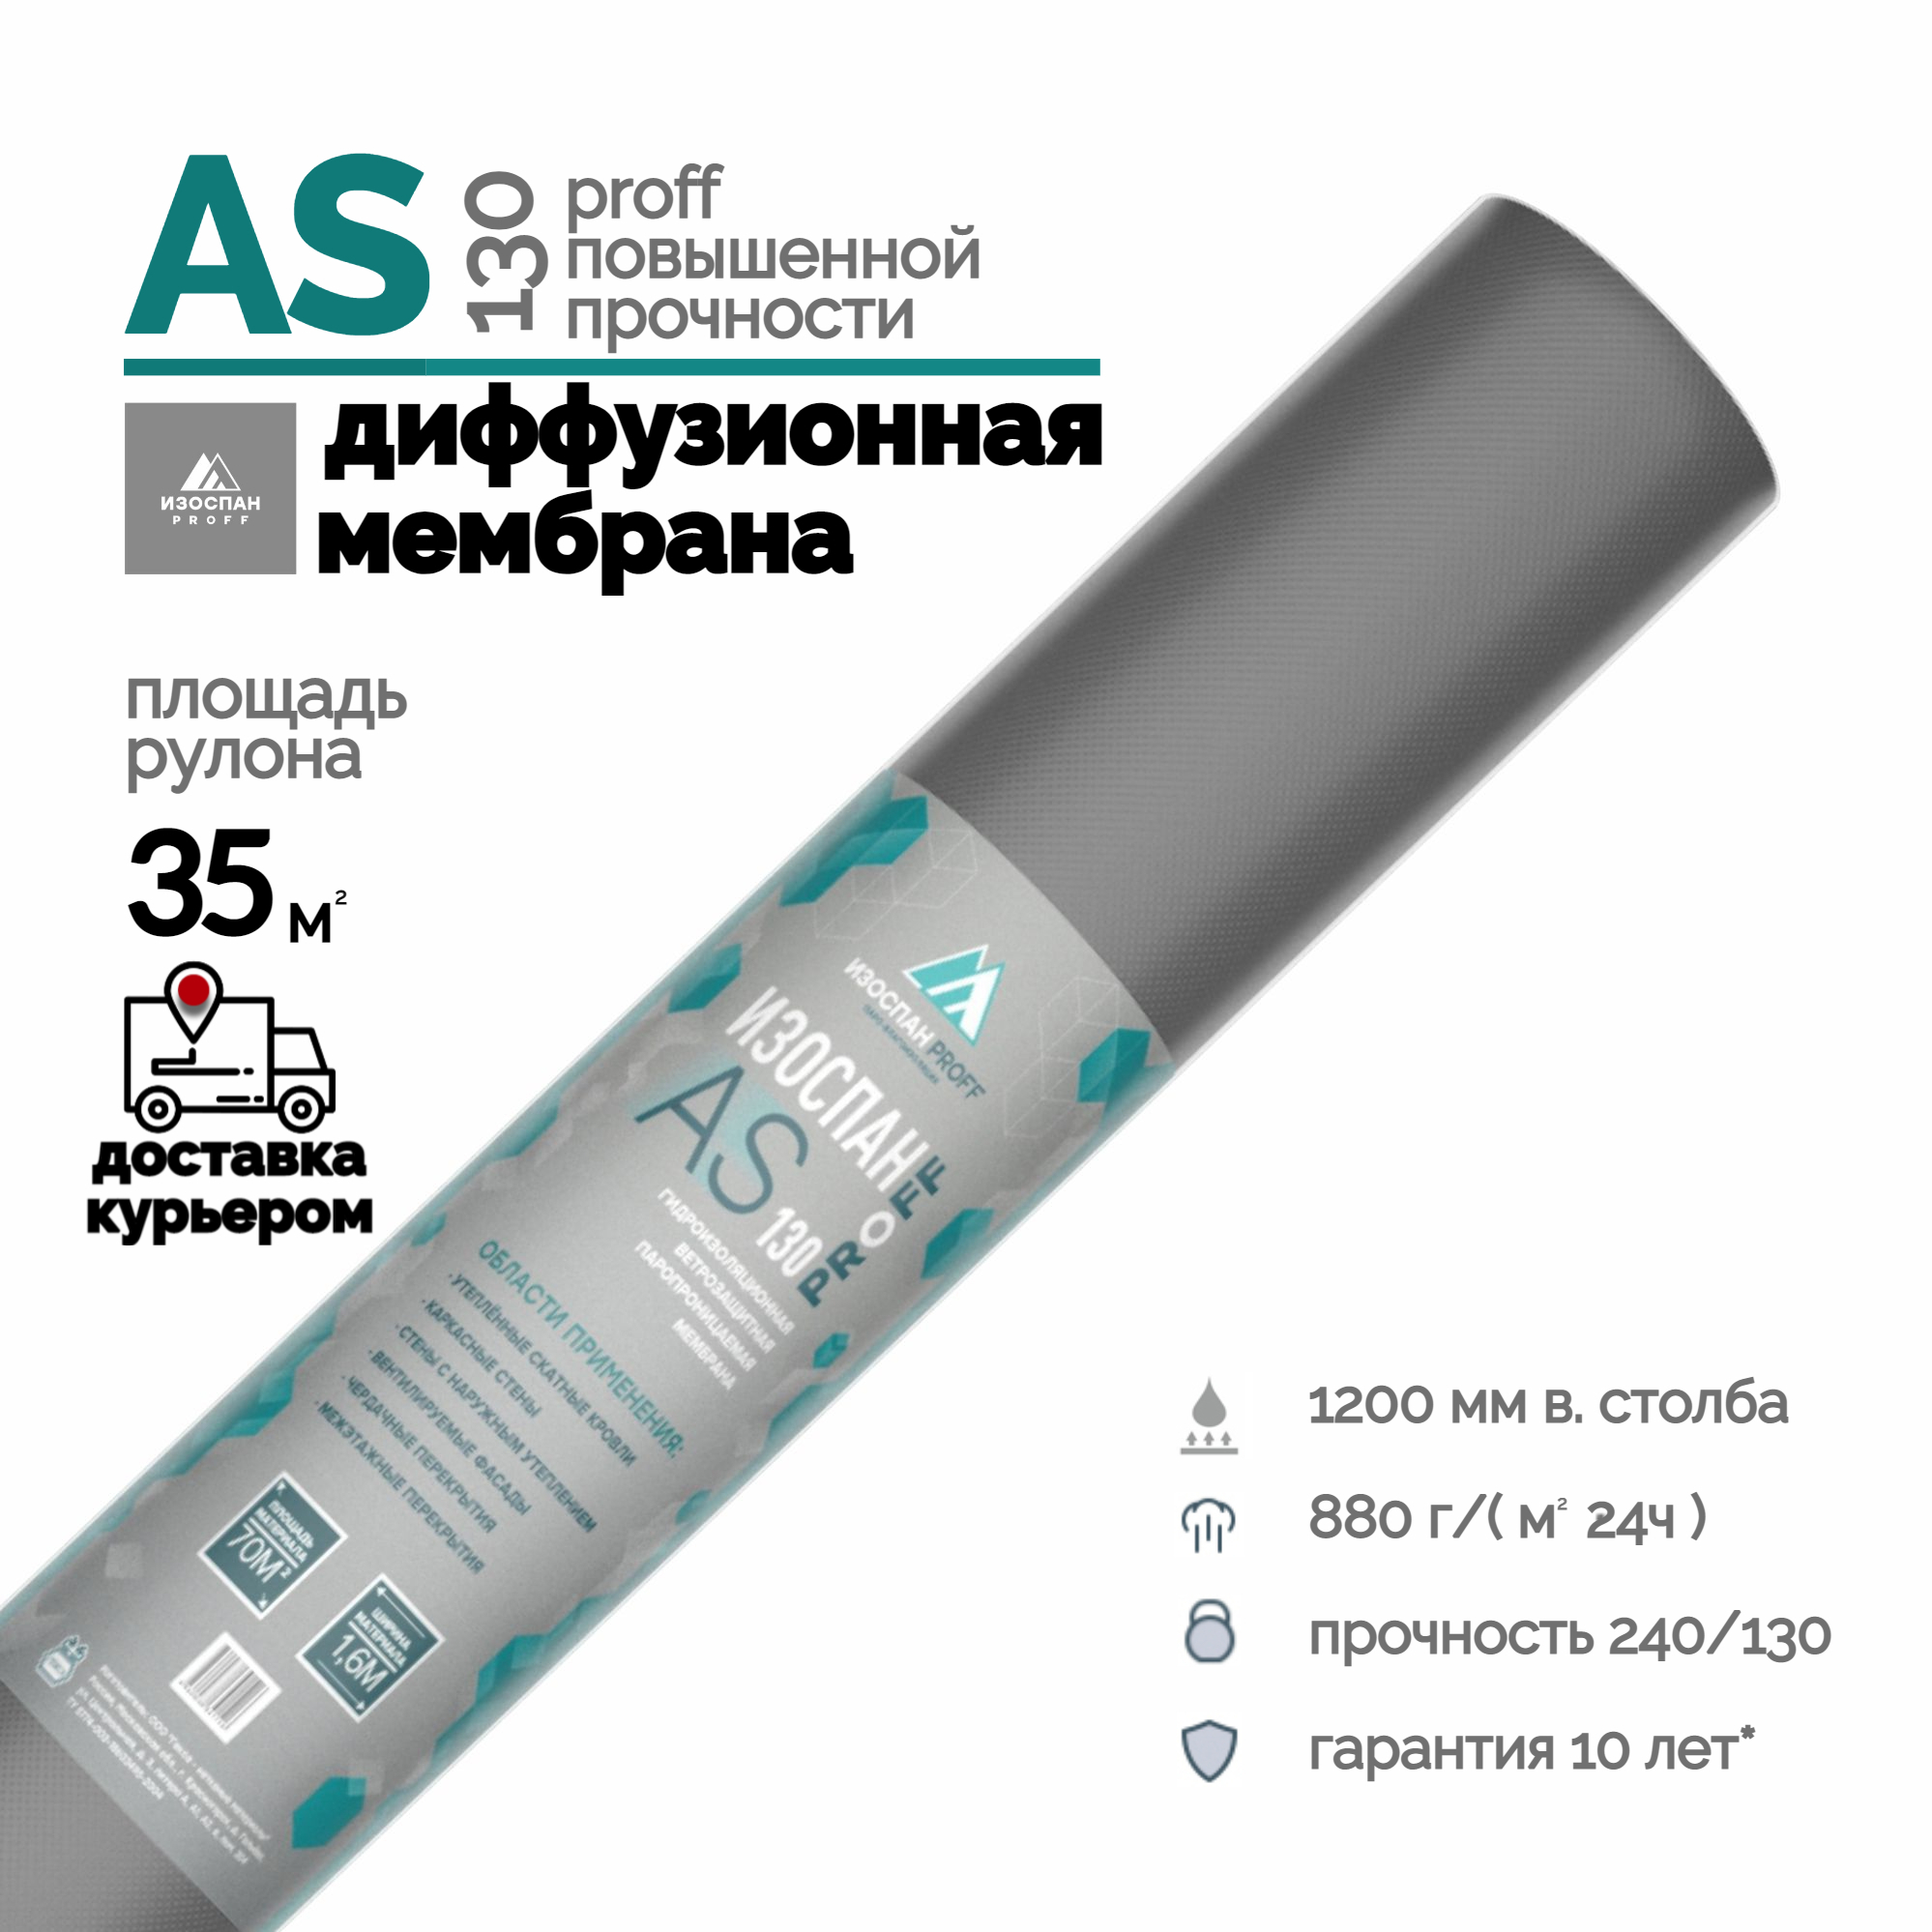 AS
130
proff
повышенной
прочности
диффузионная
мембрана
ИЗОСПАН
PROFF
площадь
рулона
35 м²
доставка
курьером
ИЗОСПАН PROFF
ИЗОСПАН
AS 130
PROFF
ГИДРОИЗОЛЯЦИОННАЯ
ВЕТРОЗАЩИТНАЯ
ПАРОПРОНИЦАЕМАЯ
МЕМБРАНА
ОБЛАСТИ ПРИМЕНЕНИЯ:
· УТЕПЛЁННЫЕ СКАТНЫЕ КРОВЛИ
· КАРКАСНЫЕ СТЕНЫ
· СТЕНЫ С НАРУЖНЫМ УТЕПЛЕНИЕМ
· ВЕНТИЛИРУЕМЫЕ ФАСАДЫ
· ЧЕРДАЧНЫЕ ПЕРЕКРЫТИЯ
· МЕЖЭТАЖНЫЕ ПЕРЕКРЫТИЯ
ПЛОЩАДЬ
МАТЕРИАЛА
70М²
ШИРИНА
МАТЕРИАЛА
1,6М
1200 мм в. столба
880 г/( м² 24ч )
прочность 240/130
гарантия 10 лет*